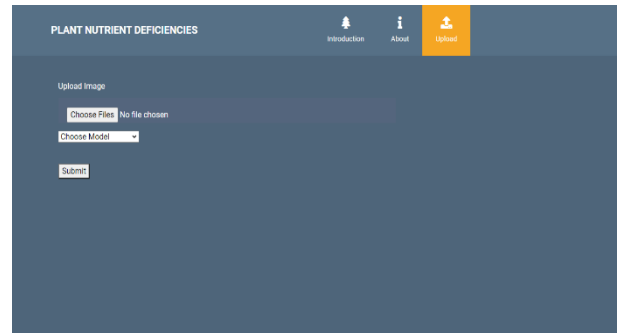 PLANT NUTRIENT DEFICIENCIES
Introduction
About
Upload
Upload Image
Choose Files No file chosen
Choose Model
Submit